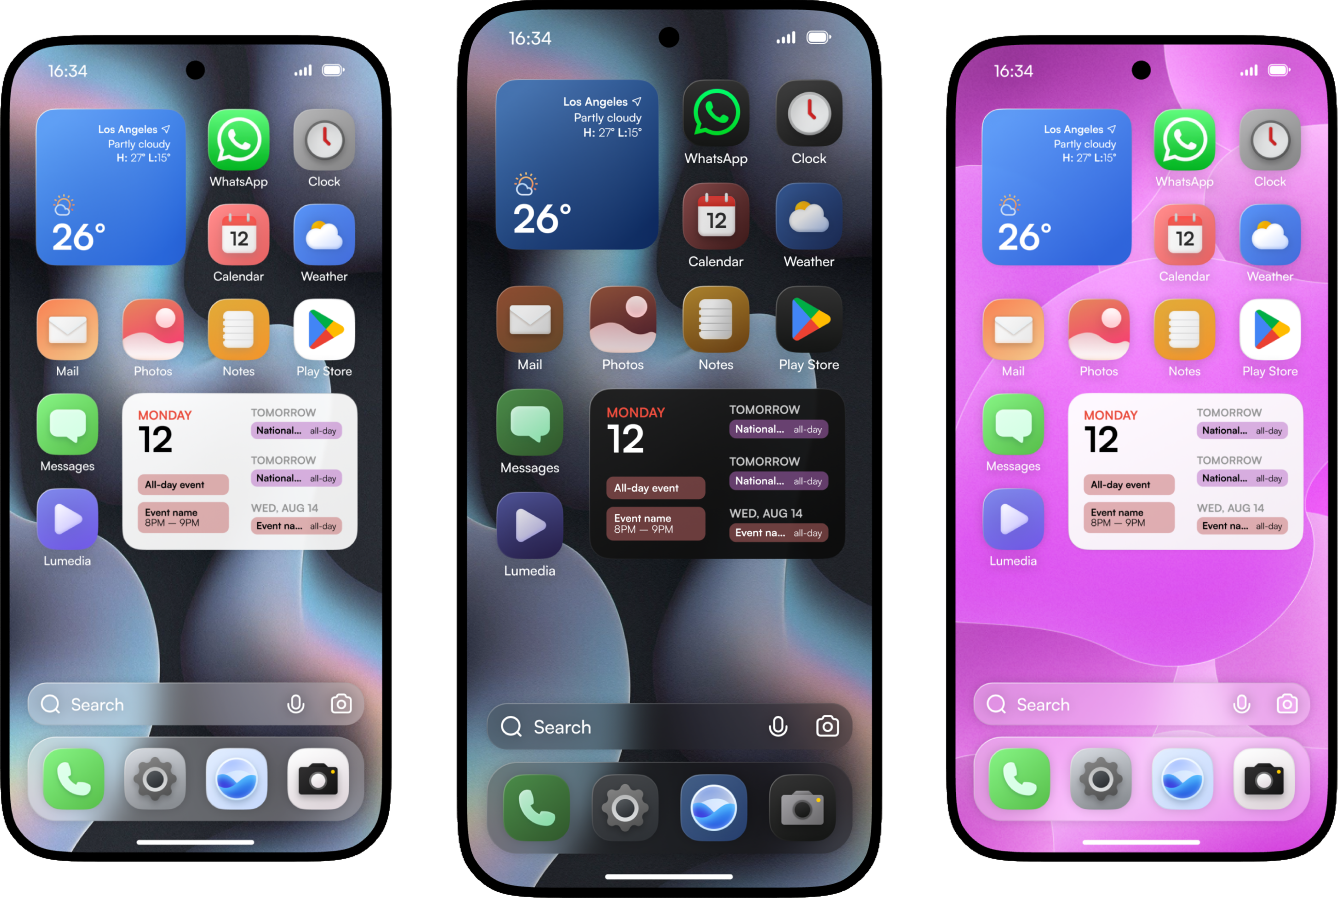 16:34
Los Angeles
Partly cloudy
H: 27° L:15°
26°
WhatsApp
Clock
12
Calendar
Weather
Mail
Photos
Notes
Play Store
Messages
Lumedia
MONDAY
12
All-day event
Event name
8PM – 9PM
TOMORROW
National... all-day
TOMORROW
National... all-day
WED, AUG 14
Event na... all-day
Search
16:34
Los Angeles
Partly cloudy
H: 27° L:15°
26°
WhatsApp
Clock
12
Calendar
Weather
Mail
Photos
Notes
Play Store
Messages
Lumedia
MONDAY
12
All-day event
Event name
8PM – 9PM
TOMORROW
National... all-day
TOMORROW
National... all-day
WED, AUG 14
Event na... all-day
Search
16:34
Los Angeles
Partly cloudy
H: 27° L:15°
26°
WhatsApp
Clock
12
Calendar
Weather
Mail
Photos
Notes
Play Store
Messages
Lumedia
MONDAY
12
All-day event
Event name
8PM – 9PM
TOMORROW
National... all-day
TOMORROW
National... all-day
WED, AUG 14
Event na... all-day
Search